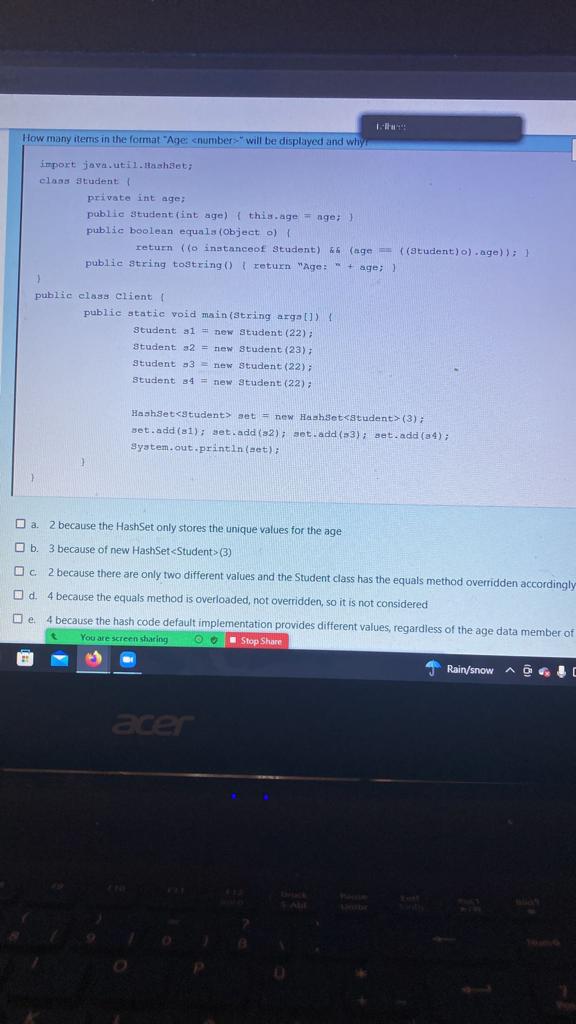 How many items in the format "Age: <number>" will be displayed and why?
import java.util.HashSet;
class Student {
private int age;
public Student(int age) { this.age = age; }
public boolean equals(Object o) {
return ((o instanceof Student) && (age == ((Student)o).age)); }
public String toString() { return "Age: " + age; }
}
public class Client {
public static void main(String args[]) {
Student s1 = new Student(22);
Student s2 = new Student(23);
Student s3 = new Student(22);
Student s4 = new Student(22);
HashSet<Student> set = new HashSet<Student>(3);
set.add(s1); set.add(s2); set.add(s3); set.add(s4);
System.out.println(set);
}
}
a. 2 because the HashSet only stores the unique values for the age
b. 3 because of new HashSet<Student>(3)
c. 2 because there are only two different values and the Student class has the equals method overridden accordingly
d. 4 because the equals method is overloaded, not overridden, so it is not considered
e. 4 because the hash code default implementation provides different values, regardless of the age data member of
You are screen sharing
Stop Share
Rain/snow
acer